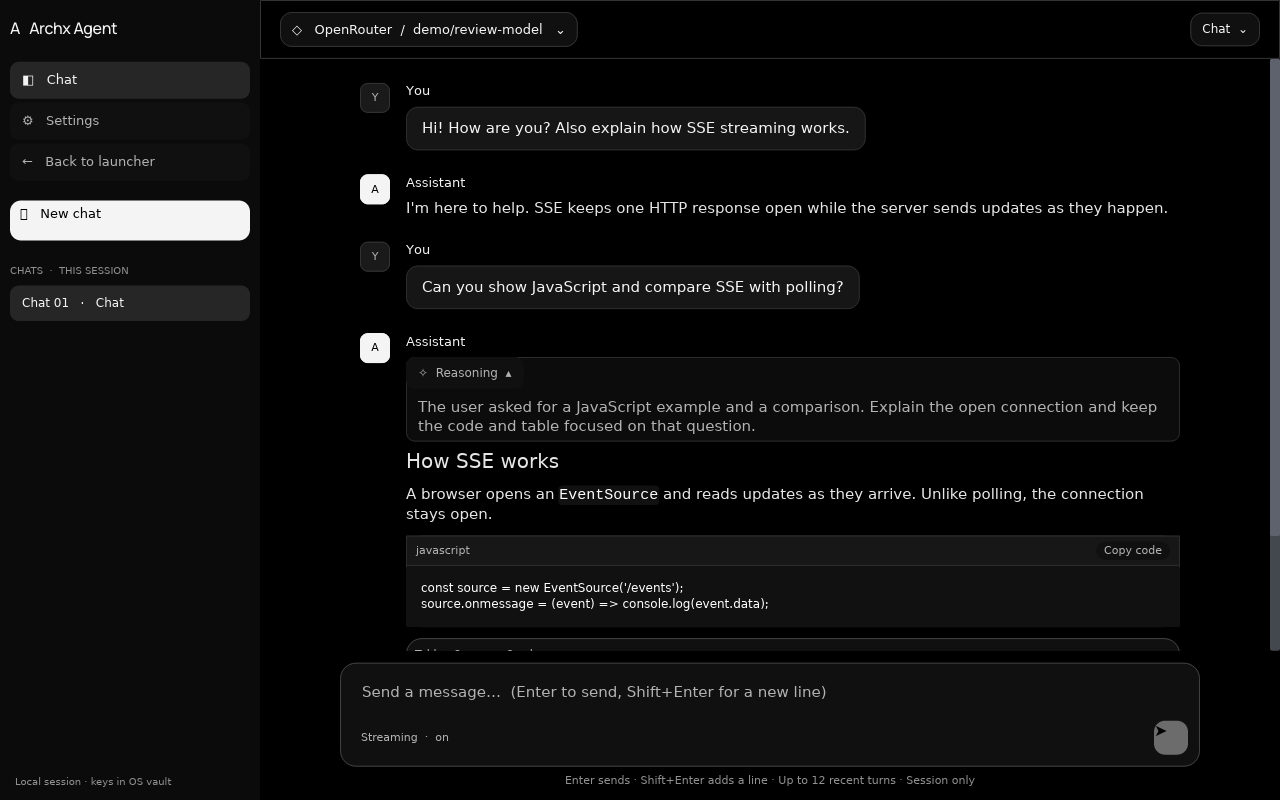 A Archx Agent
Chat
Settings
← Back to launcher
New chat
CHATS · THIS SESSION
Chat 01 · Chat
Local session · keys in OS vault
OpenRouter / demo/review-model
Chat
Y
You
Hi! How are you? Also explain how SSE streaming works.
A
Assistant
I'm here to help. SSE keeps one HTTP response open while the server sends updates as they happen.
Y
You
Can you show JavaScript and compare SSE with polling?
A
Assistant
Reasoning
The user asked for a JavaScript example and a comparison. Explain the open connection and keep
the code and table focused on that question.
How SSE works
A browser opens an EventSource and reads updates as they arrive. Unlike polling, the connection
stays open.
javascript
Copy code
const source = new EventSource('/events');
source.onmessage = (event) => console.log(event.data);
Send a message... (Enter to send, Shift+Enter for a new line)
Streaming · on
Enter sends · Shift+Enter adds a line · Up to 12 recent turns · Session only